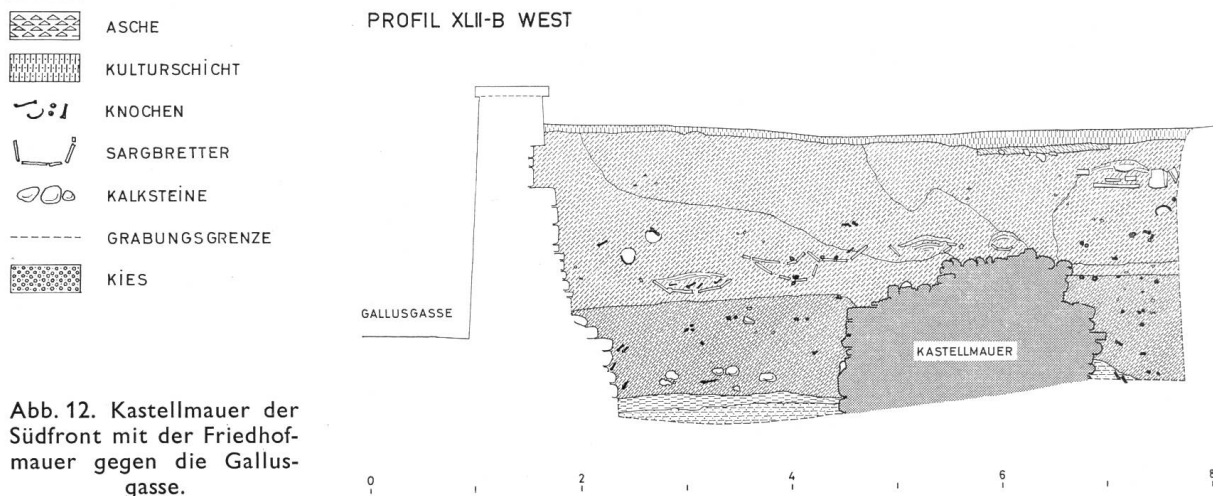 ASCHE
KULTURSCHICHT
KNOCHEN
SARGBRETTER
KALKSTEINE
GRABUNGSGRENZE
KIES
PROFIL XLII-B WEST
GALLUSGASSE
KASTELLMAUER
Abb. 12. Kastellmauer der
Südfront mit der Friedhof-
mauer gegen die Gallus-
gasse.
0 2 4 6 8